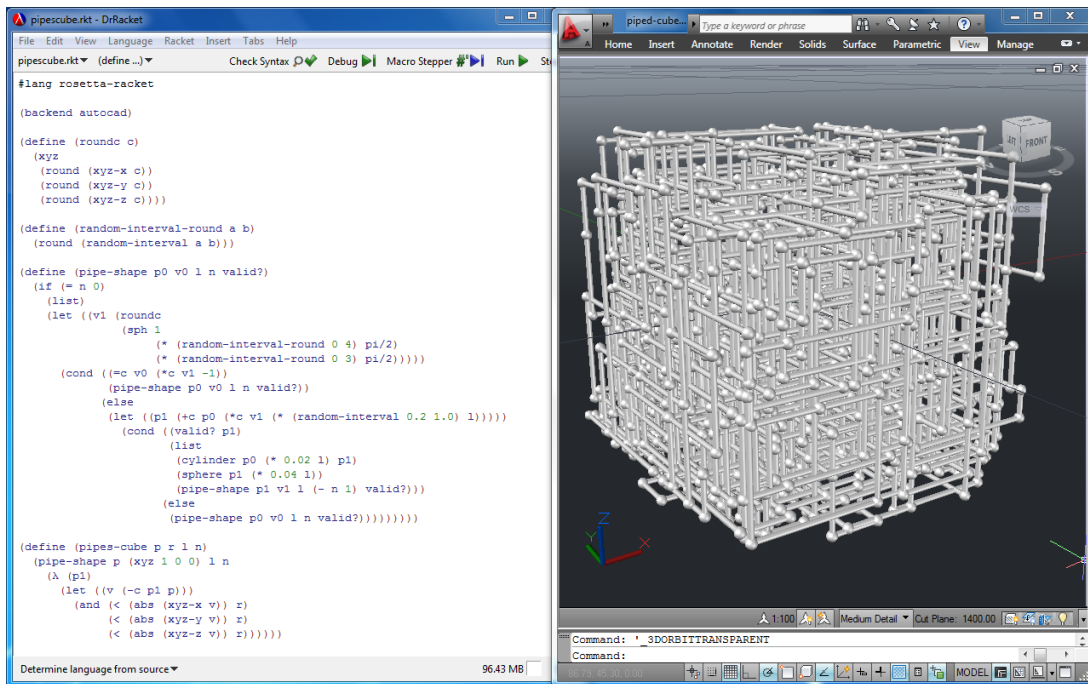 pipescube.rkt - DrRacket
File Edit View Language Racket Insert Tabs Help
pipescube.rkt (define ...) Check Syntax Debug Macro Stepper Run
#lang rosetta-racket
(backend autocad)
(define (roundc c)
  (xyz
   (round (xyz-x c))
   (round (xyz-y c))
   (round (xyz-z c))))
(define (random-interval-round a b)
  (round (random-interval a b)))
(define (pipe-shape p0 v0 l n valid?)
  (if (= n 0)
    (list)
    (let ((v1 (roundc
               (sph 1
                    (* (random-interval-round 0 4) pi/2)
                    (* (random-interval-round 0 3) pi/2)))))
      (cond ((=c v0 (*c v1 -1))
             (pipe-shape p0 v0 l n valid?))
            (else
             (let ((p1 (+c p0 (*c v1 (* (random-interval 0.2 1.0) l)))))
               (cond ((valid? p1)
                      (list
                       (cylinder p0 (* 0.02 l) p1)
                       (sphere p1 (* 0.04 l))
                       (pipe-shape p1 v1 l (- n 1) valid?)))
                     (else
                      (pipe-shape p0 v0 l n valid?)))))))))
(define (pipes-cube p r l n)
  (pipe-shape p (xyz 1 0 0) l n
    (λ (p1)
      (let ((v (-c p1 p)))
        (and (< (abs (xyz-x v)) r)
             (< (abs (xyz-y v)) r)
             (< (abs (xyz-z v)) r))))))
Determine language from source 96.43 MB
piped-cube... Type a keyword or phrase
Home Insert Annotate Render Solids Surface Parametric View Manage
FRONT
S
WCS
Z
Y
X
1:100 Medium Detail Cut Plane: 1400.00
Command: '_3DORBITTRANSPARENT
Command:
MODEL